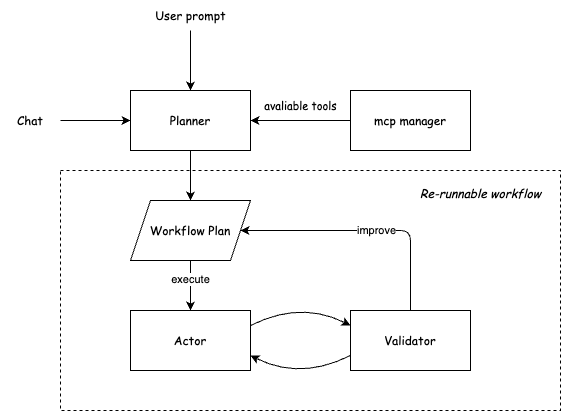 User prompt
avaliable tools
Chat
Planner
mcp manager
Re-runnable workflow
Workflow Plan
improve
execute
Actor
Validator